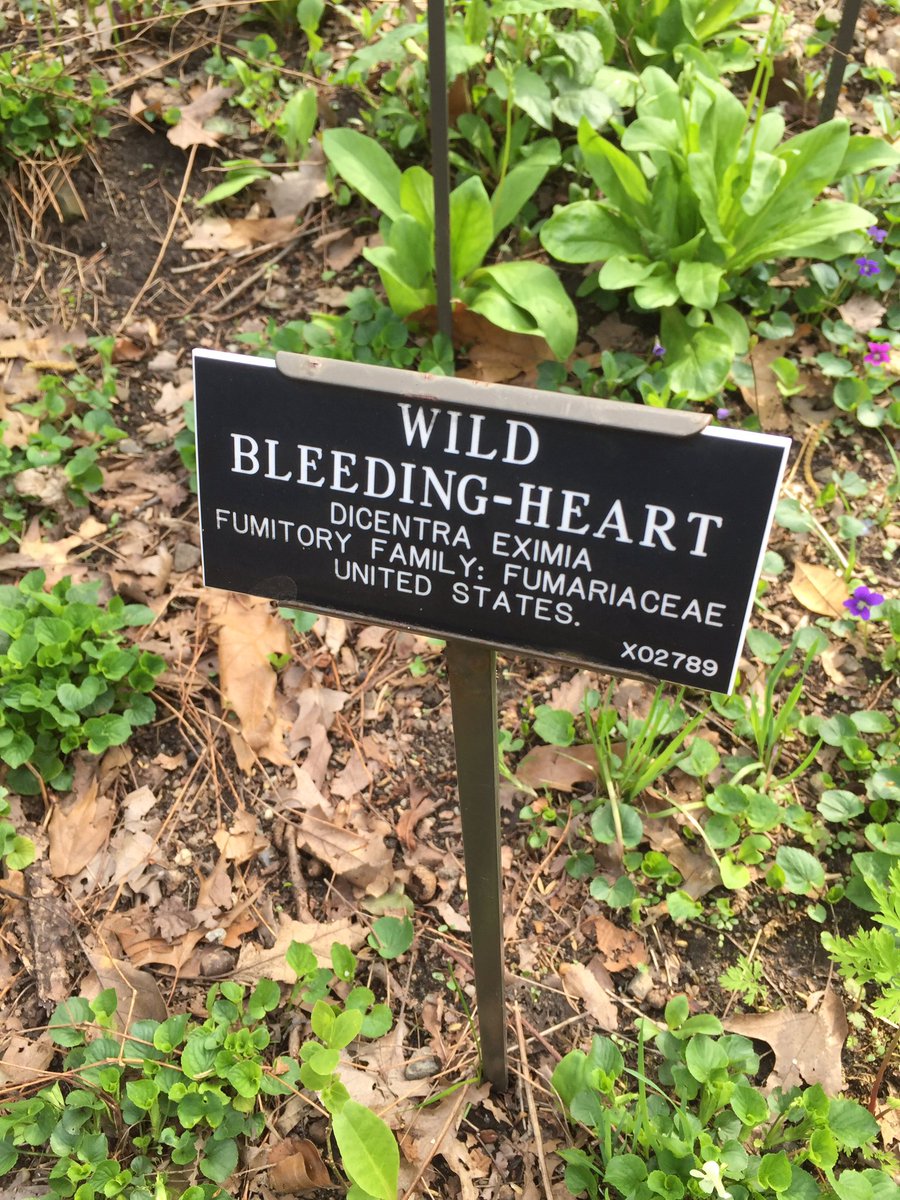 WILD
BLEEDING-HEART
DICENTRA EXIMIA
FUMITORY FAMILY: FUMARIACEAE
UNITED STATES.
X02789